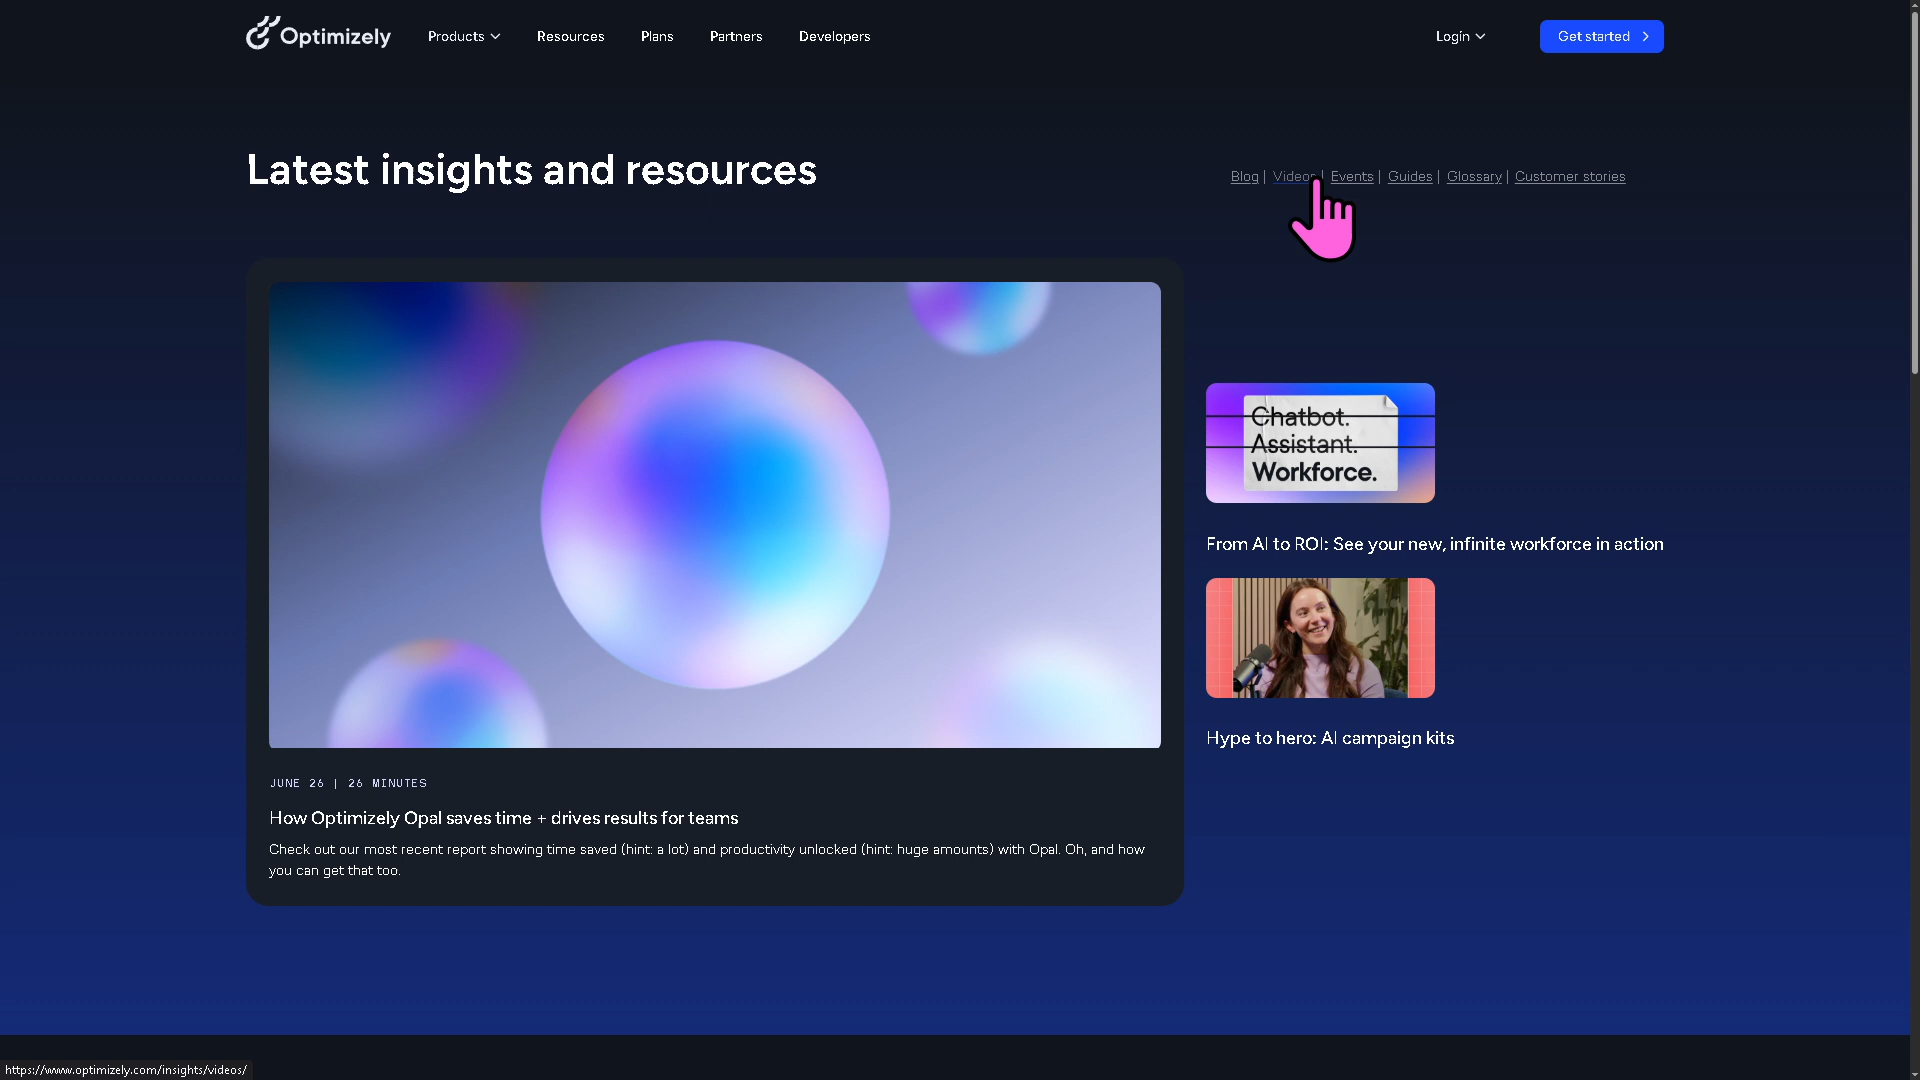 Optimizely Products Resources Plans Partners Developers Login Get started
Latest insights and resources
Blog | Videos | Events | Guides | Glossary | Customer stories
Chatbot.
Assistant.
Workforce.
From AI to ROI: See your new, infinite workforce in action
Hype to hero: AI campaign kits
JUNE 26 | 26 MINUTES
How Optimizely Opal saves time + drives results for teams
Check out our most recent report showing time saved (hint: a lot) and productivity unlocked (hint: huge amounts) with Opal. Oh, and how
you can get that too.
https://www.optimizely.com/insights/videos/